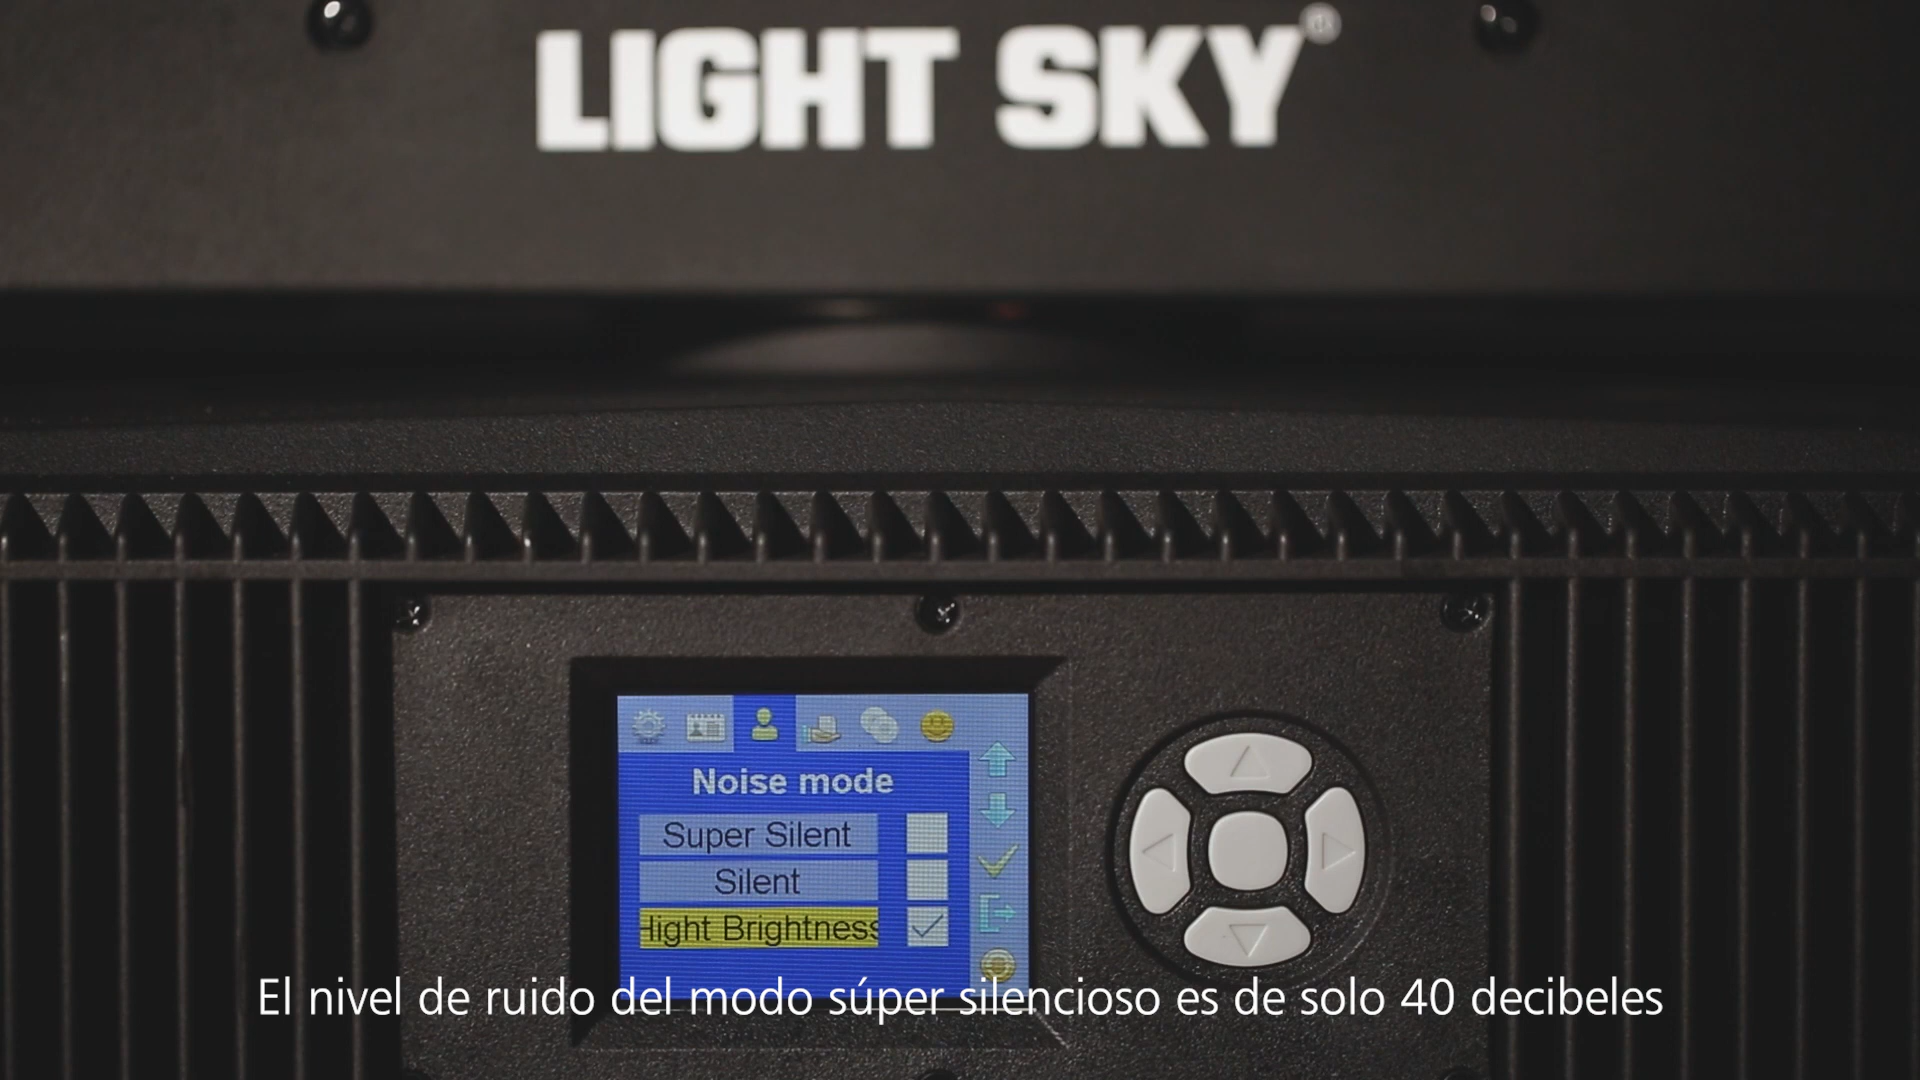 LIGHT SKY®
Noise mode
Super Silent
Silent
Hight Brightness
El nivel de ruido del modo súper silencioso es de solo 40 decibeles